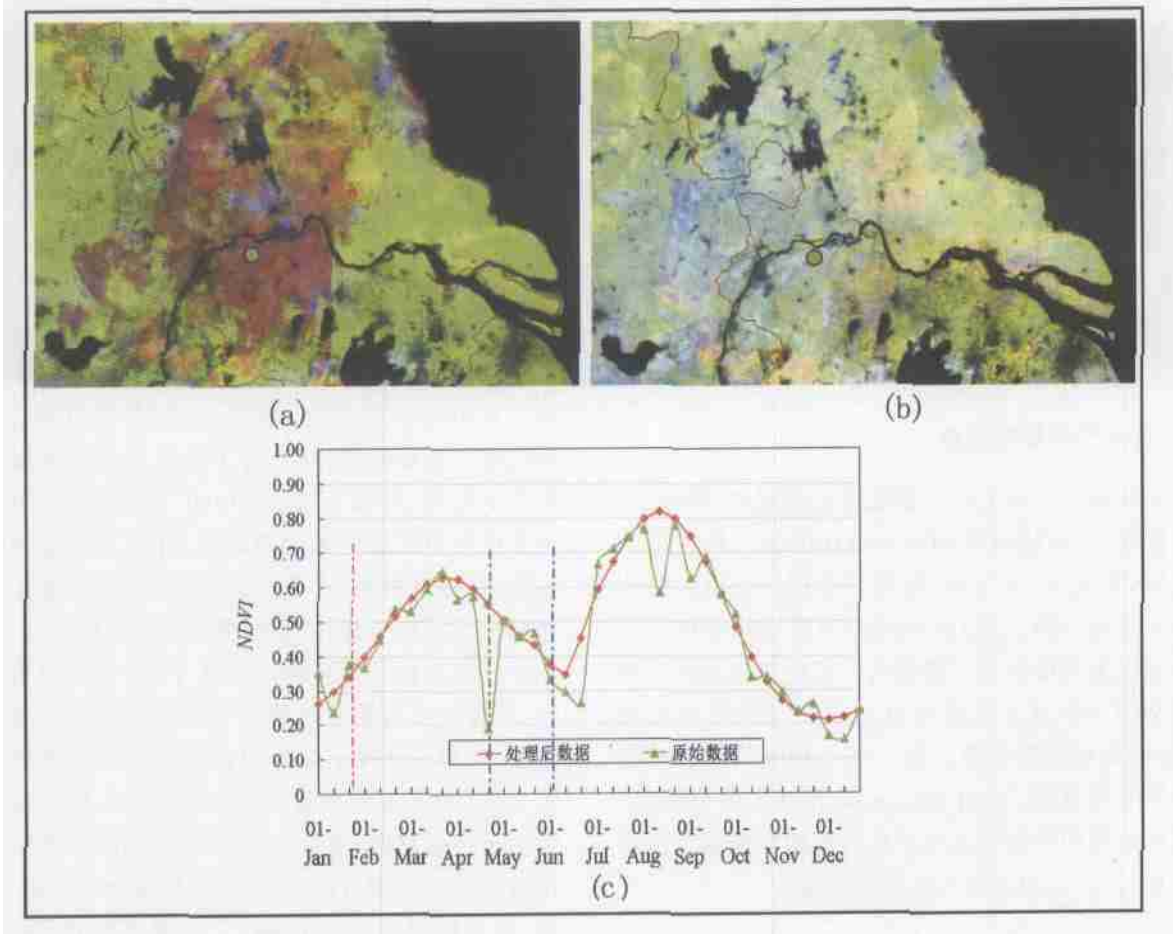 (a)
(b)
1.00
0.90
0.80
0.70
0.60
0.50
0.40
0.30
0.20
0.10
0
NDVI
处理后数据 原始数据
01- 01- 01- 01- 01- 01- 01- 01- 01- 01- 01- 01-
Jan Feb Mar Apr May Jun Jul Aug Sep Oct Nov Dec
(c)